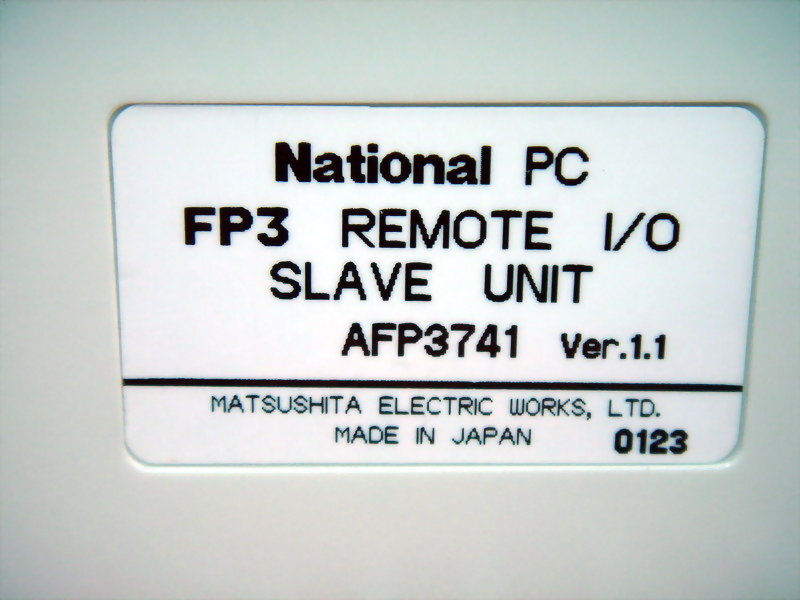 National PC
FP3 REMOTE I/O
SLAVE UNIT
AFP3741 Ver.1.1
MATSUSHITA ELECTRIC WORKS, LTD.
MADE IN JAPAN 0123